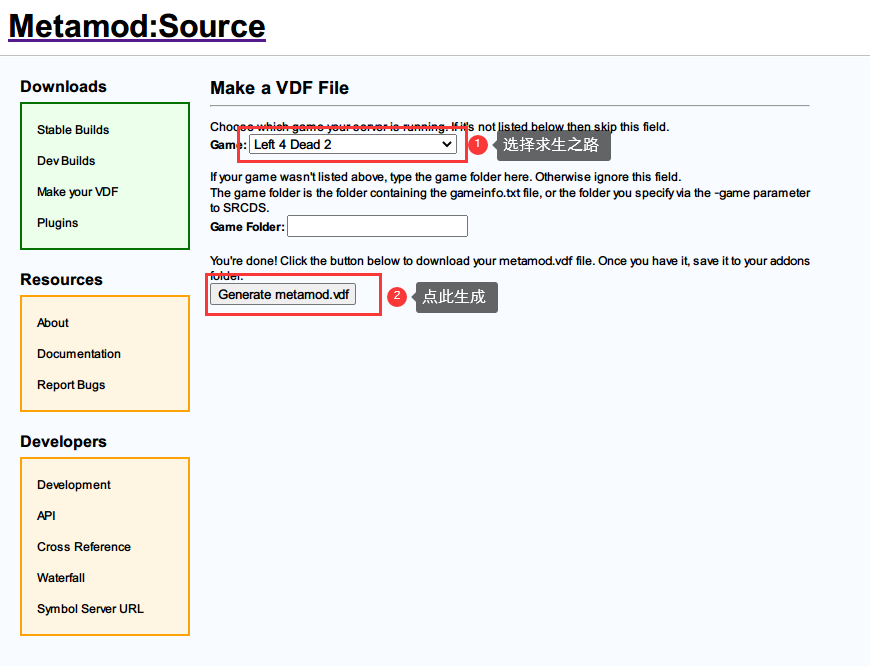 Metamod:Source
Downloads
Stable Builds
Dev Builds
Make your VDF
Plugins
Resources
About
Documentation
Report Bugs
Developers
Development
API
Cross Reference
Waterfall
Symbol Server URL
Make a VDF File
Choose which game your server is running. If it's not listed below then skip this field.
Game: Left 4 Dead 2 1 选择求生之路
If your game wasn't listed above, type the game folder here. Otherwise ignore this field.
The game folder is the folder containing the gameinfo.txt file, or the folder you specify via the -game parameter
to SRCDS.
Game Folder:
You're done! Click the button below to download your metamod.vdf file. Once you have it, save it to your addons
folder.
Generate metamod.vdf 2 点此生成